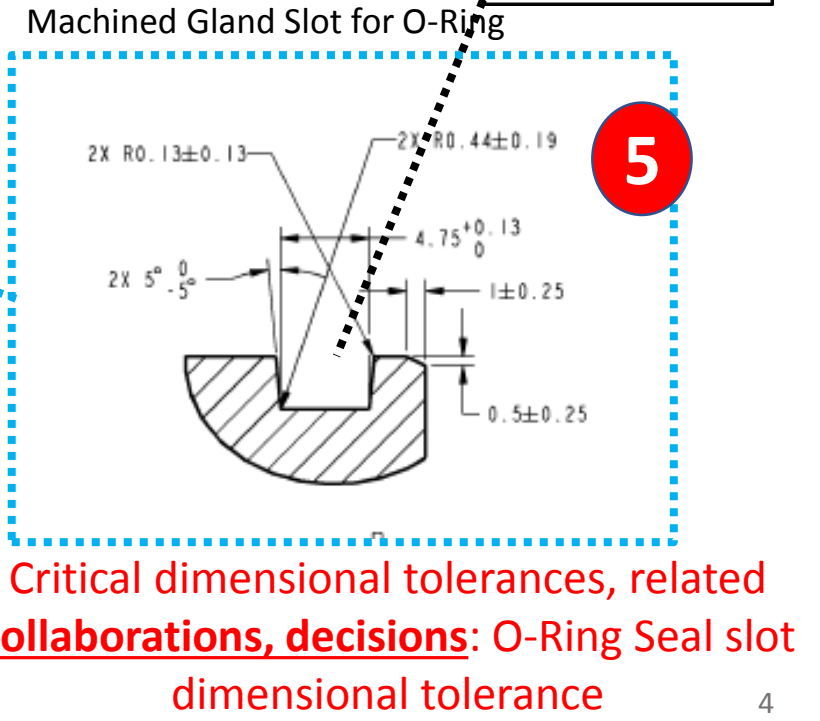 Machined Gland Slot for O-Ring
2X R0.13±0.13
2X R0.44±0.19
5
4.75 +0.13 0
2X 5° 0 -5°
1±0.25
0.5±0.25
Critical dimensional tolerances, related
ollaborations, decisions: O-Ring Seal slot
dimensional tolerance
4